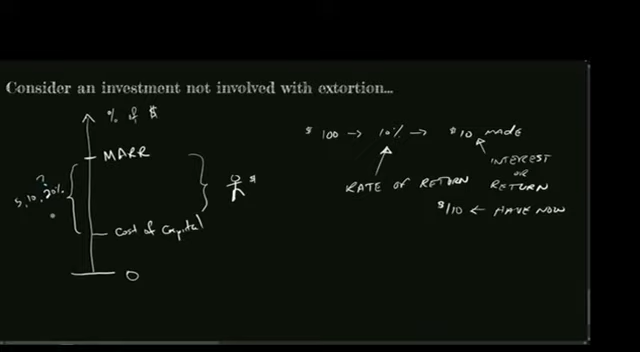 Consider an investment not involved with extortion...
% of $
MARR
?
5, 10, 20%
$
cost of capital
0
$ 100 → 10% → $10 MADE
INTEREST
OR
RETURN
RATE OF RETURN
$110 ← HAVE NOW